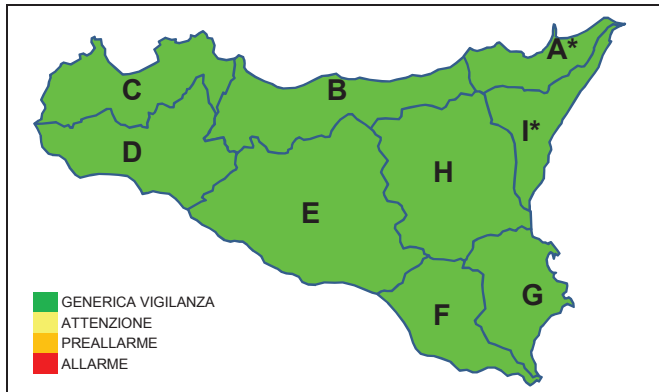 A*
C
B
I*
D
H
E
G
F
GENERICA VIGILANZA
ATTENZIONE
PREALLARME
ALLARME